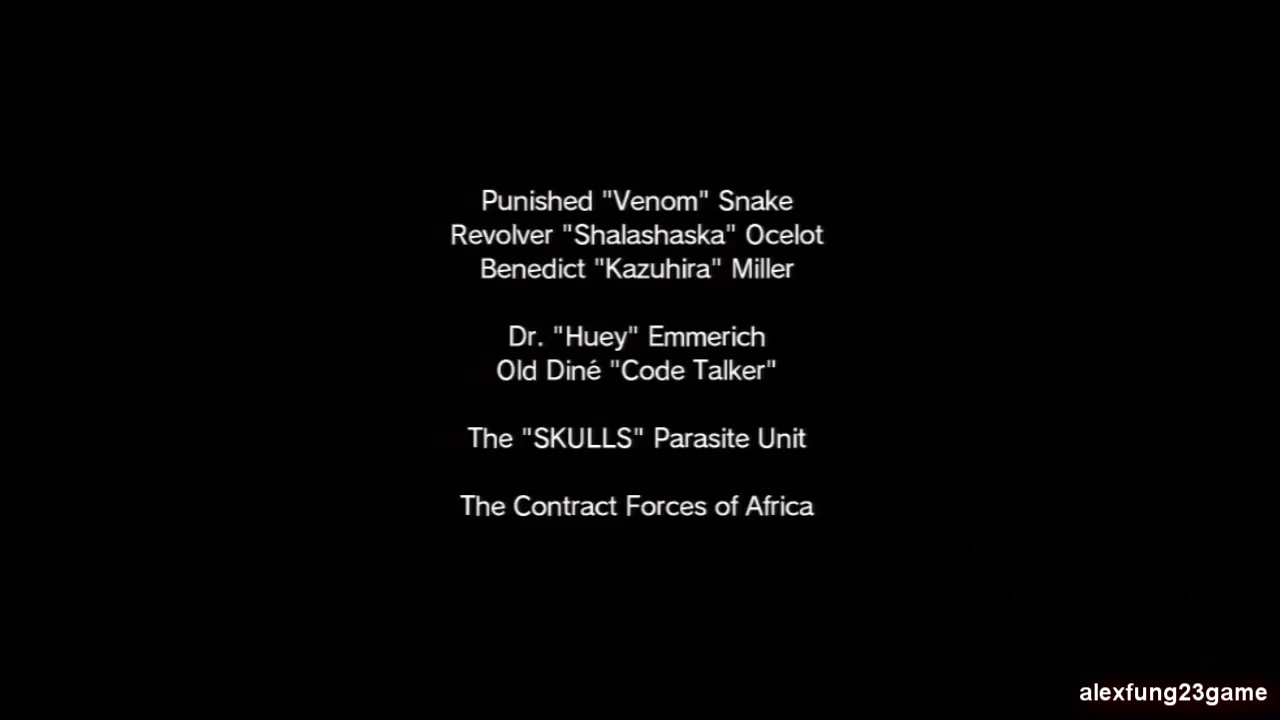 Punished "Venom" Snake
Revolver "Shalashaska" Ocelot
Benedict "Kazuhira" Miller
Dr. "Huey" Emmerich
Old Diné "Code Talker"
The "SKULLS" Parasite Unit
The Contract Forces of Africa
alexfung23game